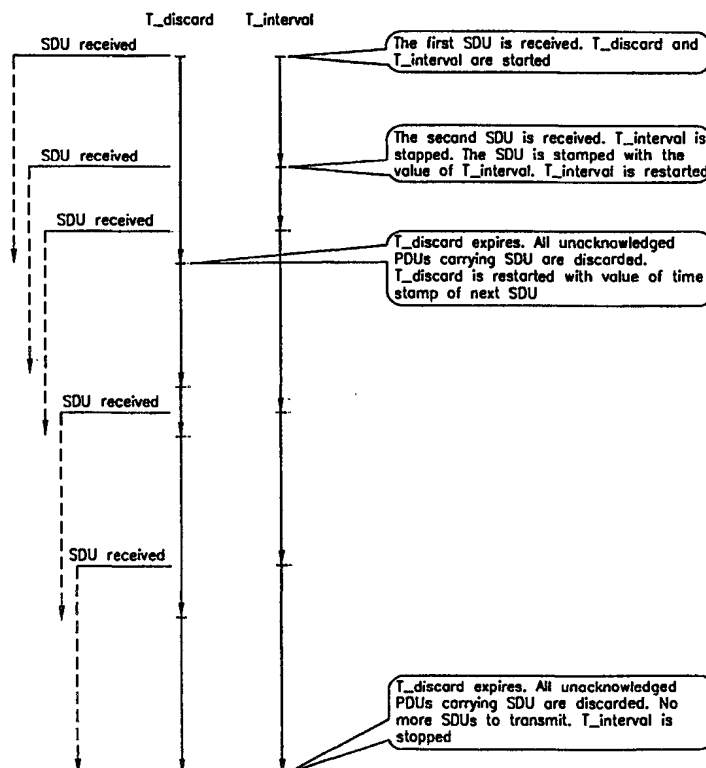 T_discard T_interval
SDU received
The first SDU is received. T_discard and
T_interval are started
SDU received
The second SDU is received. T_interval is
stapped. The SDU is stamped with the
value of T_interval. T_interval is restarted
SDU received
T_discard expires. All unacknowledged
PDUs carrying SDU are discarded.
T_discard is restarted with value of time
stamp of next SDU
SDU received
SDU received
T_discard expires. All unacknowledged
PDUs carrying SDU are discarded. No
more SDUs to transmit. T_interval is
stopped